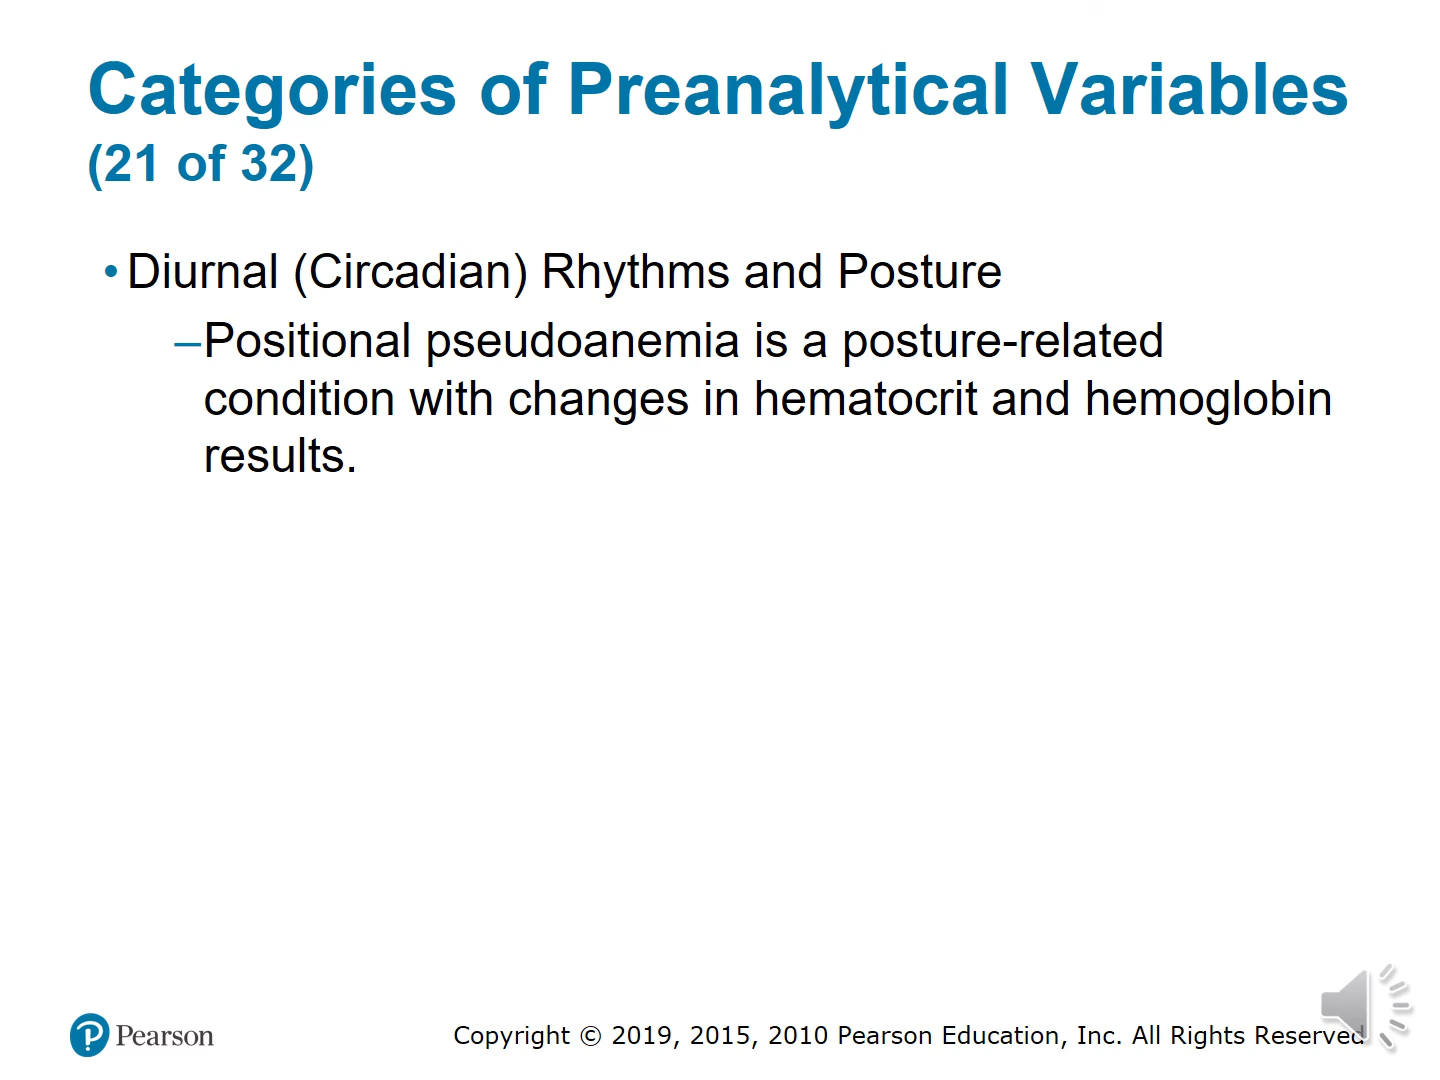 Categories of Preanalytical Variables
(21 of 32)
• Diurnal (Circadian) Rhythms and Posture
–Positional pseudoanemia is a posture-related
condition with changes in hematocrit and hemoglobin
results.
Pearson
Copyright © 2019, 2015, 2010 Pearson Education, Inc. All Rights Reserved